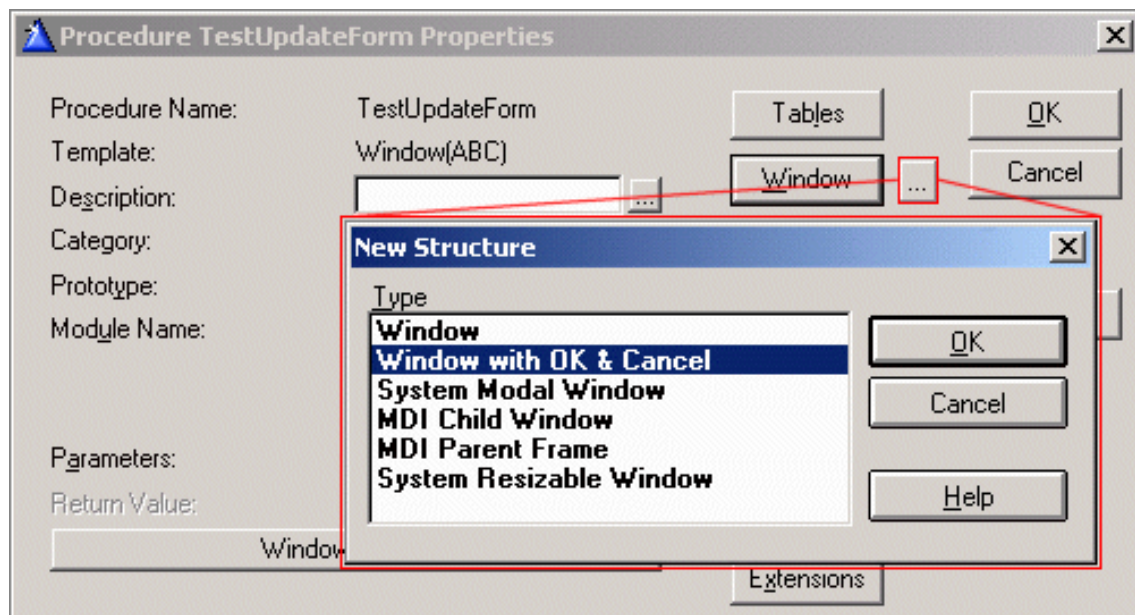 Procedure TestUpdateForm Properties
Procedure Name: TestUpdateForm Tables OK
Template: Window(ABC) Window ... Cancel
Description: ...
Category:
Prototype:
Module Name:
Parameters:
Return Value:
Window
Extensions
New Structure
Type
Window
Window with OK & Cancel
System Modal Window
MDI Child Window
MDI Parent Frame
System Resizable Window
OK
Cancel
Help